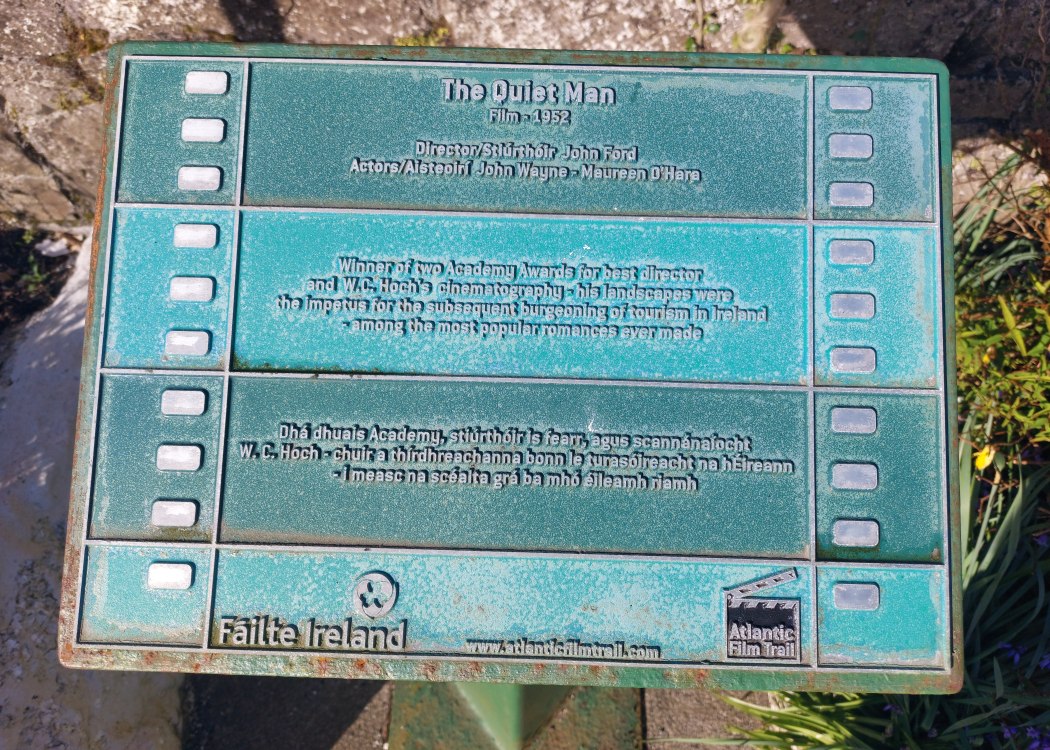 The Quiet Man
Film - 1952
Director/Stiúrthóir John Ford
Actors/Aisteoirí John Wayne - Maureen O'Hara
Winner of two Academy Awards for best director
and W.C. Hoch's cinematography - his landscapes were
the impetus for the subsequent burgeoning of tourism in Ireland
- among the most popular romances ever made
Dhá dhuais Academy, stiúrthóir is fearr, agus scannánaíocht
W. C. Hoch - chuir a thírdhreachanna bonn le turasóireacht na hÉireann
- i measc na scéalta grá ba mhó éileamh riamh
Fáilte Ireland
www.atlanticfilmtrail.com
Atlantic
Film Trail